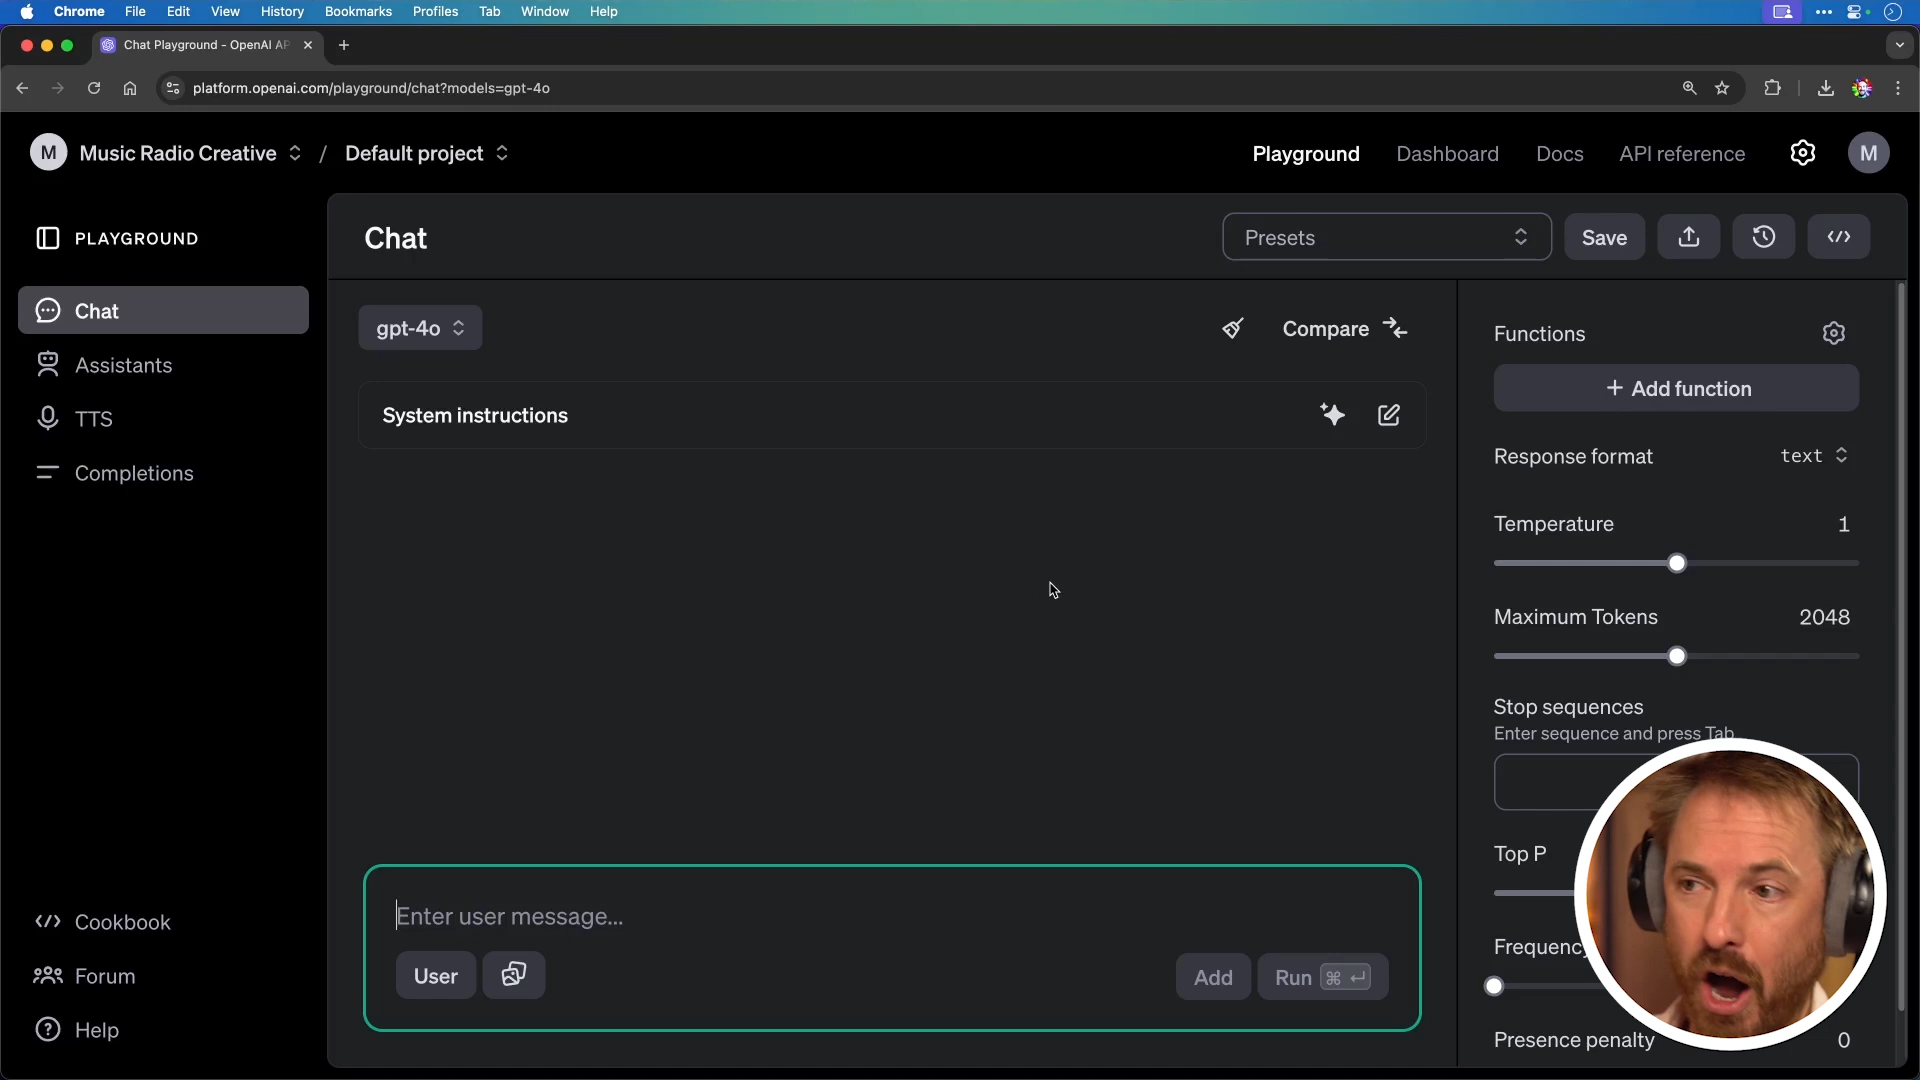 Chrome File Edit View History Bookmarks Profiles Tab Window Help
Chat Playground - OpenAI AP
platform.openai.com/playground/chat?models=gpt-4o
M Music Radio Creative / Default project
Playground Dashboard Docs API reference M
PLAYGROUND
Chat
Assistants
TTS
Completions
Cookbook
Forum
Help
Chat
Presets
Save
gpt-4o
Compare
System instructions
Enter user message...
User
Add
Run
Functions
+ Add function
Response format text
Temperature 1
Maximum Tokens 2048
Stop sequences
Enter sequence and press Tab
Top P
Frequency
Presence penalty 0